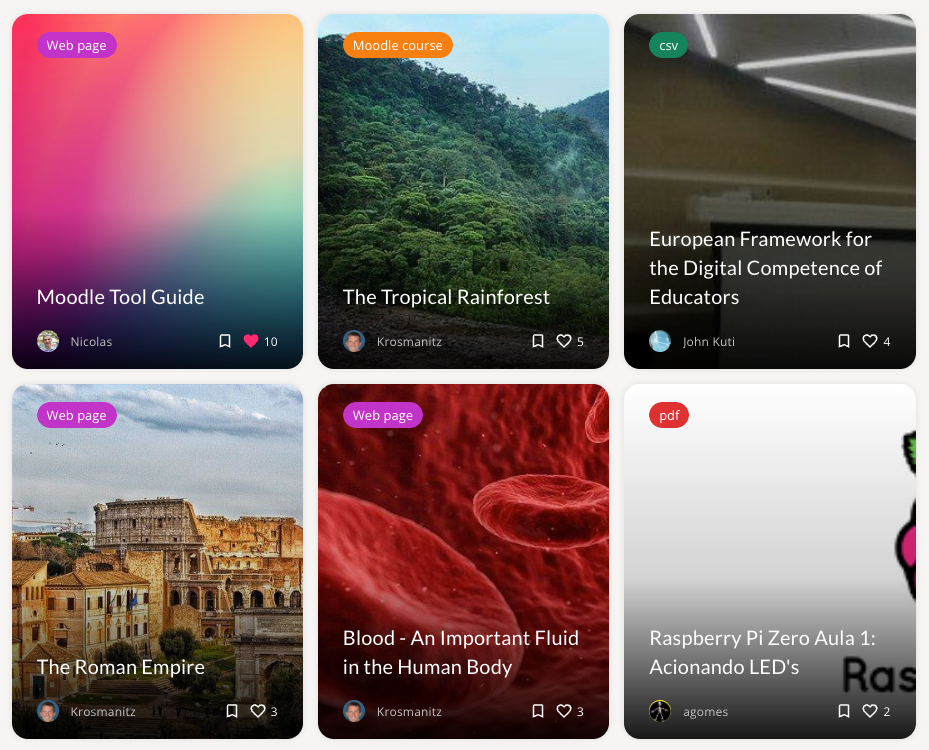 Web page
Moodle Tool Guide
Nicolas
10
Moodle course
The Tropical Rainforest
Krosmanitz
5
csv
European Framework for
the Digital Competence of
Educators
John Kuti
4
Web page
The Roman Empire
Krosmanitz
3
Web page
Blood - An Important Fluid
in the Human Body
Krosmanitz
3
pdf
Raspberry Pi Zero Aula 1:
Acionando LED's
Ras
agomes
2